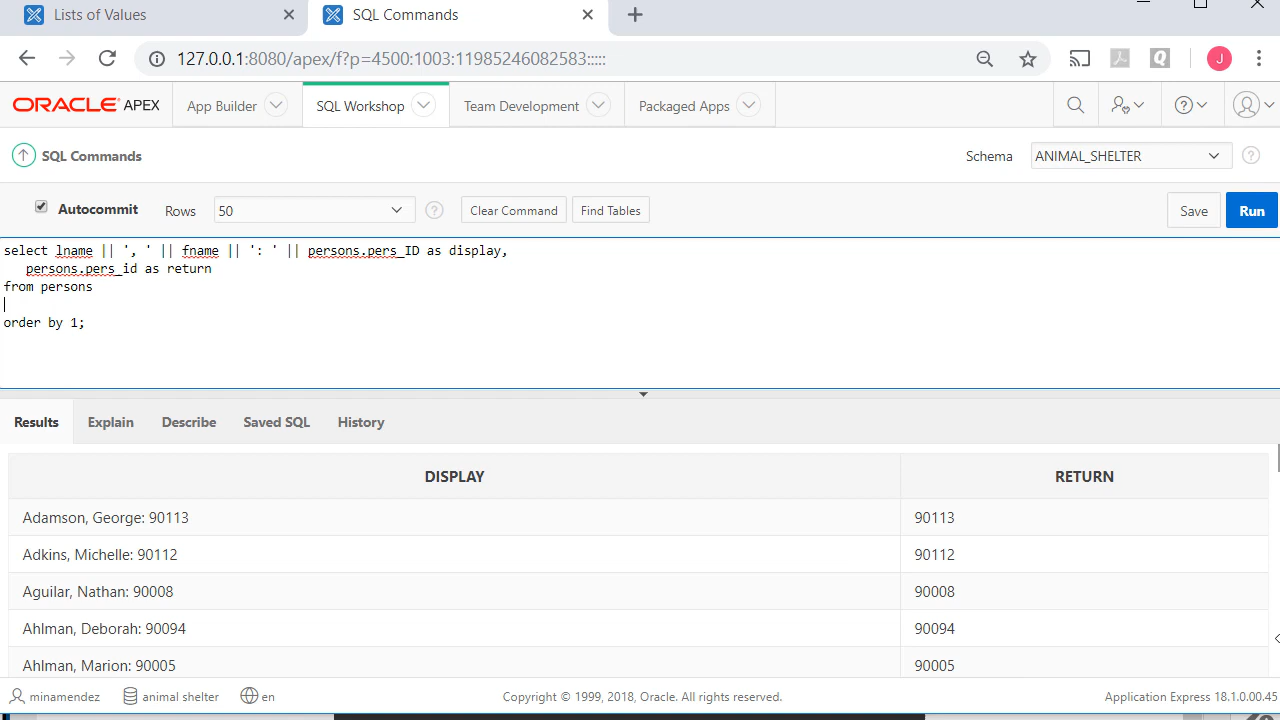 Lists of Values
SQL Commands
127.0.0.1:8080/apex/f?p=4500:1003:11985246082583:::::
J
ORACLE APEX
App Builder
SQL Workshop
Team Development
Packaged Apps
SQL Commands
Schema
ANIMAL_SHELTER
Autocommit
Rows
50
Clear Command
Find Tables
Save
Run
select lname || ', ' || fname || ': ' || persons.pers_ID as display,
persons.pers_id as return
from persons
order by 1;
Results
Explain
Describe
Saved SQL
History
DISPLAY
RETURN
Adamson, George: 90113
90113
Adkins, Michelle: 90112
90112
Aguilar, Nathan: 90008
90008
Ahlman, Deborah: 90094
90094
Ahlman, Marion: 90005
90005
minamendez
animal shelter
en
Copyright © 1999, 2018, Oracle. All rights reserved.
Application Express 18.1.0.00.45